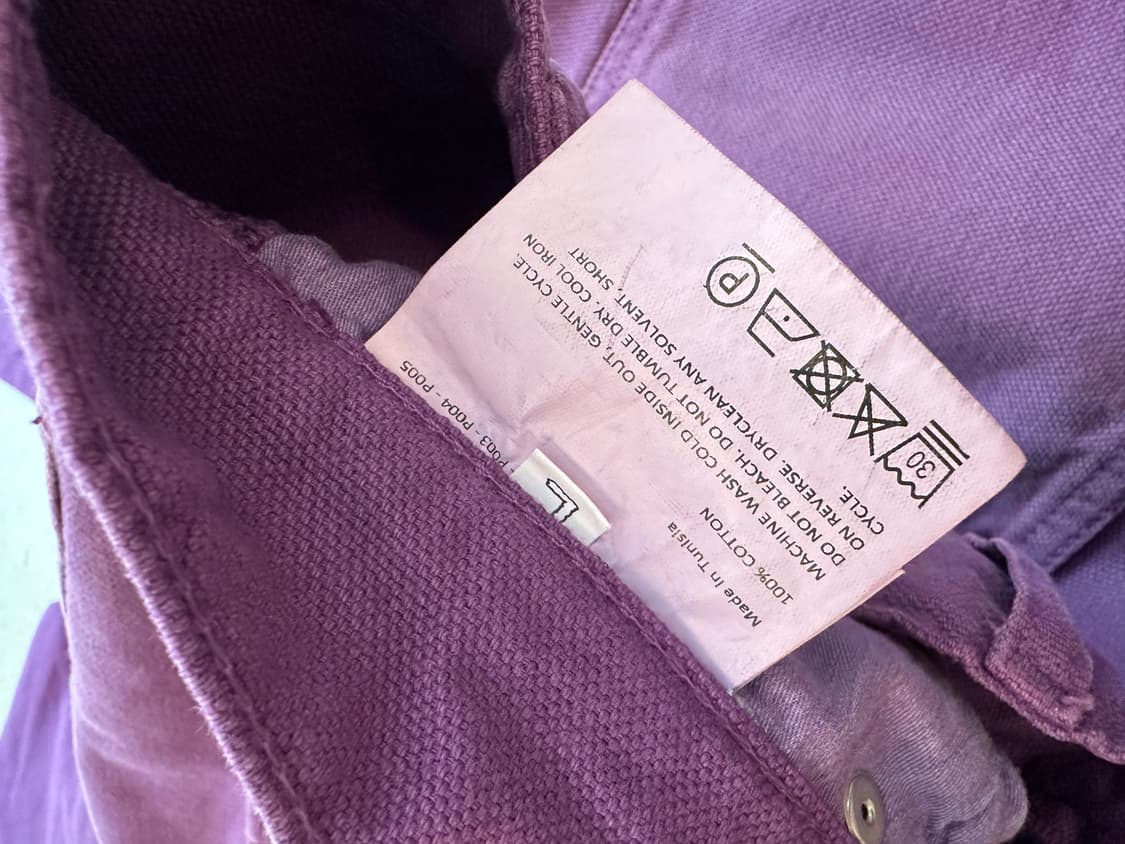 P003 - P004 - P005
L
Made In Tunisia
100% COTTON
MACHINE WASH COLD INSIDE OUT, GENTLE CYCLE.
DO NOT BLEACH. DO NOT TUMBLE DRY. COOL IRON
ON REVERSE. DRYCLEAN ANY SOLVENT. SHORT
CYCLE.
30 P